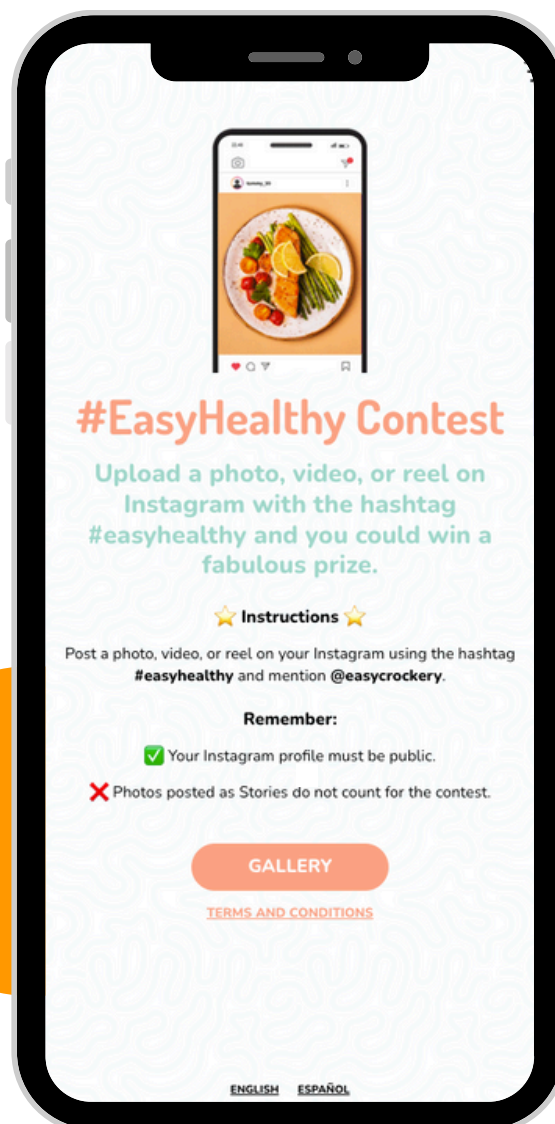 #EasyHealthy Contest
Upload a photo, video, or reel on
Instagram with the hashtag
#easyhealthy and you could win a
fabulous prize.
⭐ Instructions ⭐
Post a photo, video, or reel on your Instagram using the hashtag
#easyhealthy and mention @easycrockery.
Remember:
✅ Your Instagram profile must be public.
❌ Photos posted as Stories do not count for the contest.
GALLERY
TERMS AND CONDITIONS
ENGLISH ESPAÑOL